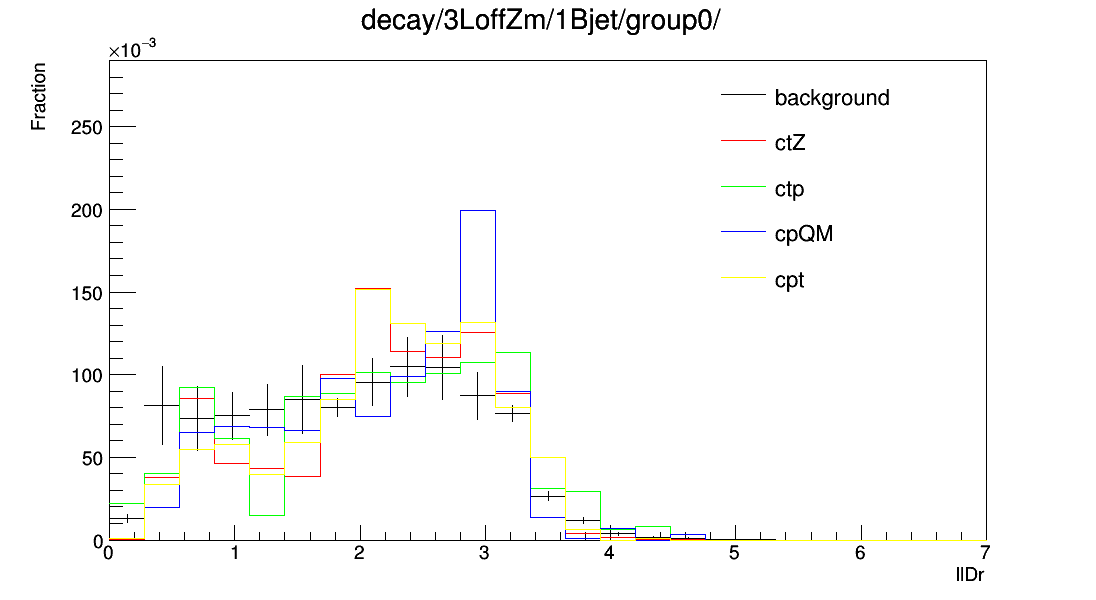 decay/3LoffZm/1Bjet/group0/
×10⁻³
Fraction
background
ctZ
ctp
cpQM
cpt
250
200
150
100
50
0
0 1 2 3 4 5 6 7
llDr